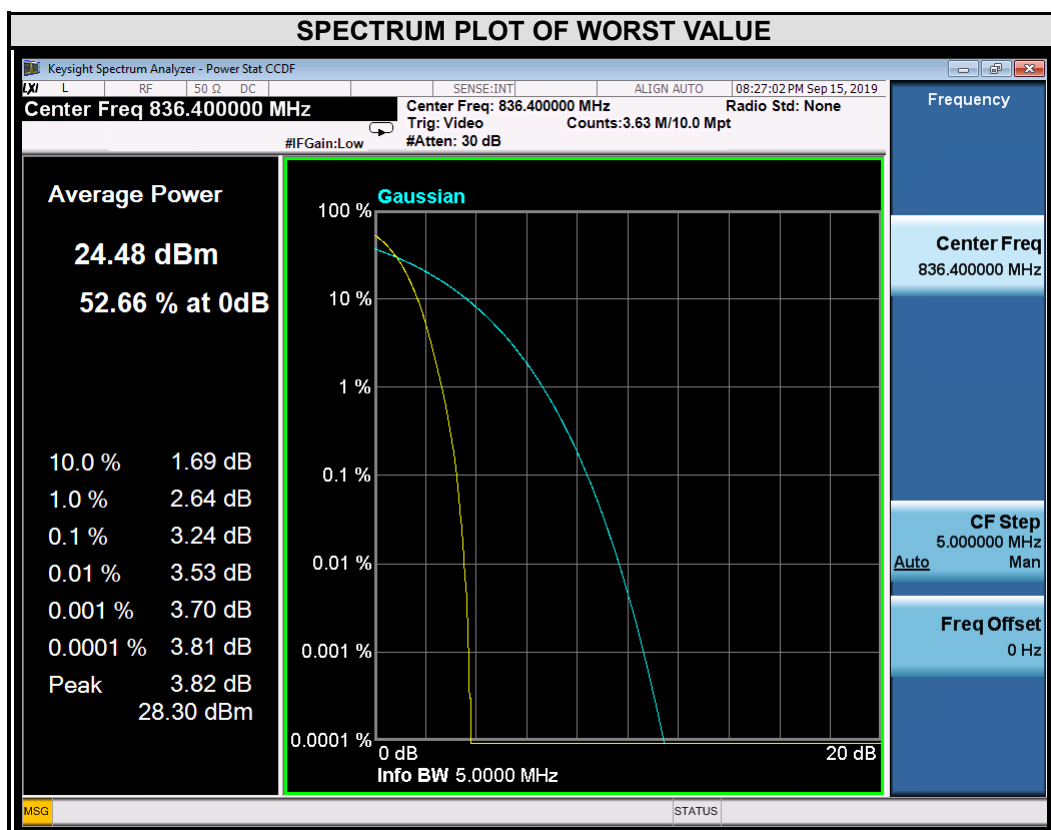 SPECTRUM PLOT OF WORST VALUE
Keysight Spectrum Analyzer - Power Stat CCDF
LXI L RF 50 Ω DC SENSE:INT ALIGN AUTO 08:27:02 PM Sep 15, 2019
Center Freq 836.400000 MHz
Center Freq: 836.400000 MHz Radio Std: None
Trig: Video Counts:3.63 M/10.0 Mpt
#IFGain:Low #Atten: 30 dB
Average Power
24.48 dBm
52.66 % at 0dB
10.0 % 1.69 dB
1.0 % 2.64 dB
0.1 % 3.24 dB
0.01 % 3.53 dB
0.001 % 3.70 dB
0.0001 % 3.81 dB
Peak 3.82 dB
28.30 dBm
Gaussian
100 %
10 %
1 %
0.1 %
0.01 %
0.001 %
0.0001 %
0 dB 20 dB
Info BW 5.0000 MHz
Frequency
Center Freq
836.400000 MHz
CF Step
5.000000 MHz
Auto Man
Freq Offset
0 Hz
MSG STATUS